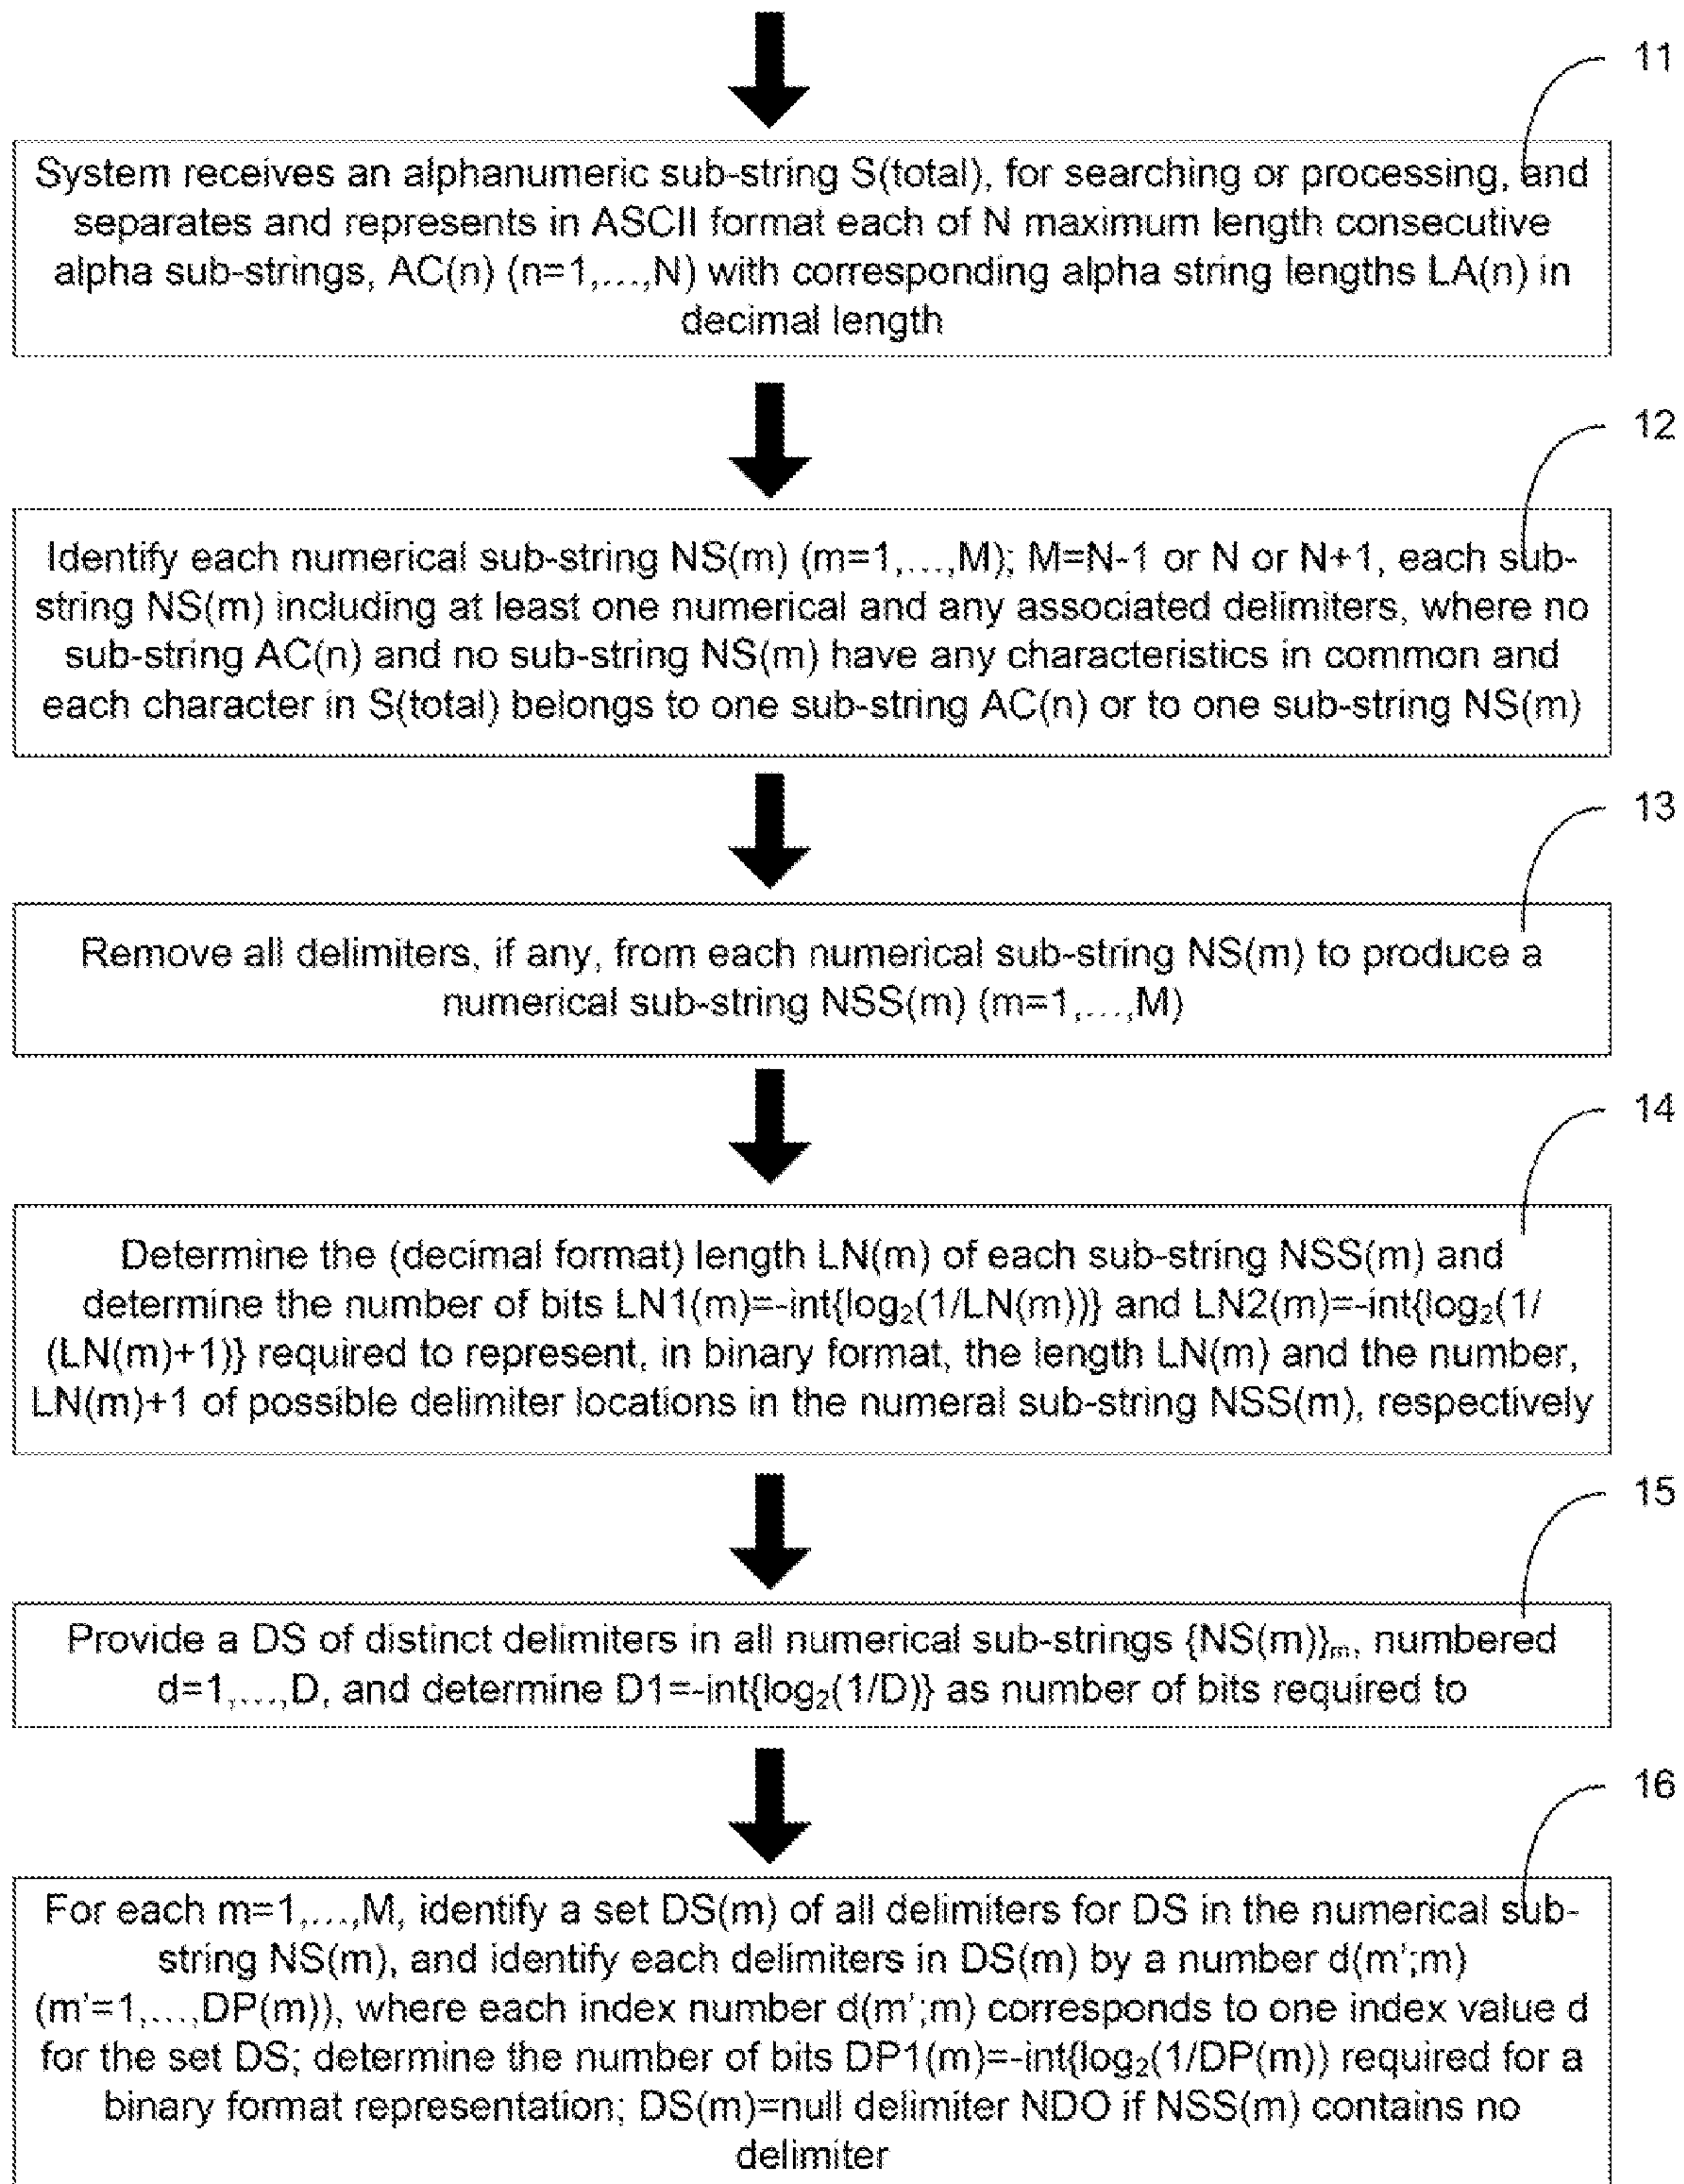 11
System receives an alphanumeric sub-string S(total), for searching or processing, and
separates and represents in ASCII format each of N maximum length consecutive
alpha sub-strings, AC(n) (n=1,...,N) with corresponding alpha string lengths LA(n) in
decimal length
12
Identify each numerical sub-string NS(m) (m=1,...,M); M=N-1 or N or N+1, each sub-
string NS(m) including at least one numerical and any associated delimiters, where no
sub-string AC(n) and no sub-string NS(m) have any characteristics in common and
each character in S(total) belongs to one sub-string AC(n) or to one sub-string NS(m)
13
Remove all delimiters, if any, from each numerical sub-string NS(m) to produce a
numerical sub-string NSS(m) (m=1,...,M)
14
Determine the (decimal format) length LN(m) of each sub-string NSS(m) and
determine the number of bits LN1(m)=-int{log₂(1/LN(m))} and LN2(m)=-int{log₂(1/
(LN(m)+1)} required to represent, in binary format, the length LN(m) and the number,
LN(m)+1 of possible delimiter locations in the numeral sub-string NSS(m), respectively
15
Provide a DS of distinct delimiters in all numerical sub-strings {NS(m)}ₘ, numbered
d=1,...,D, and determine D1=-int{log₂(1/D)} as number of bits required to
16
For each m=1,...,M, identify a set DS(m) of all delimiters for DS in the numerical sub-
string NS(m), and identify each delimiters in DS(m) by a number d(m';m)
(m'=1,...,DP(m)), where each index number d(m';m) corresponds to one index value d
for the set DS; determine the number of bits DP1(m)=-int{log₂(1/DP(m)) required for a
binary format representation; DS(m)=null delimiter NDO if NSS(m) contains no
delimiter